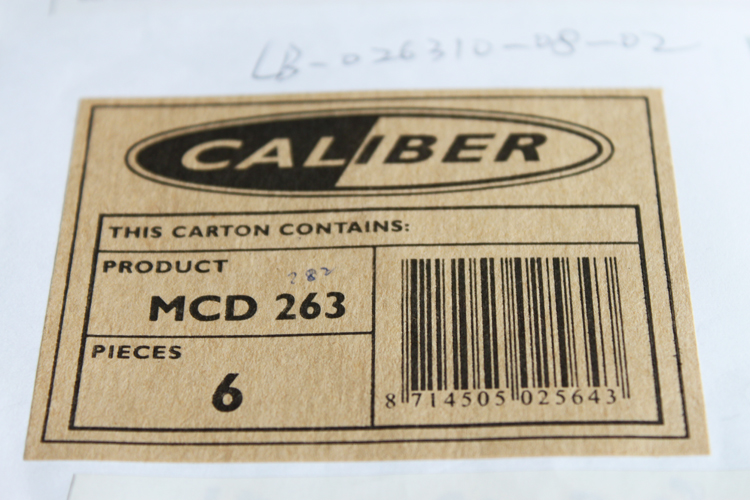 LB-026310-08-02
CALIBER
THIS CARTON CONTAINS:
PRODUCT
MCD 263
PIECES
6
8 714505 025643